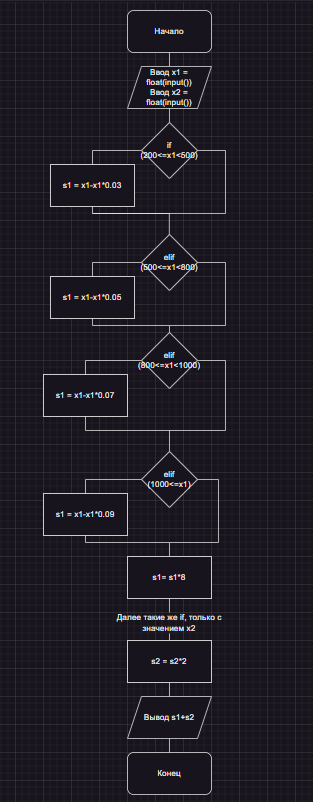 Начало
Ввод x1 =
float(input())
Ввод x2 =
float(input())
if
(200<=x1<500)
s1 = x1-x1*0.03
elif
(500<=x1<800)
s1 = x1-x1*0.05
elif
(800<=x1<1000)
s1 = x1-x1*0.07
elif
(1000<=x1)
s1 = x1-x1*0.09
s1= s1*8
Далее такие же if, только с
значением x2
s2 = s2*2
Вывод s1+s2
Конец